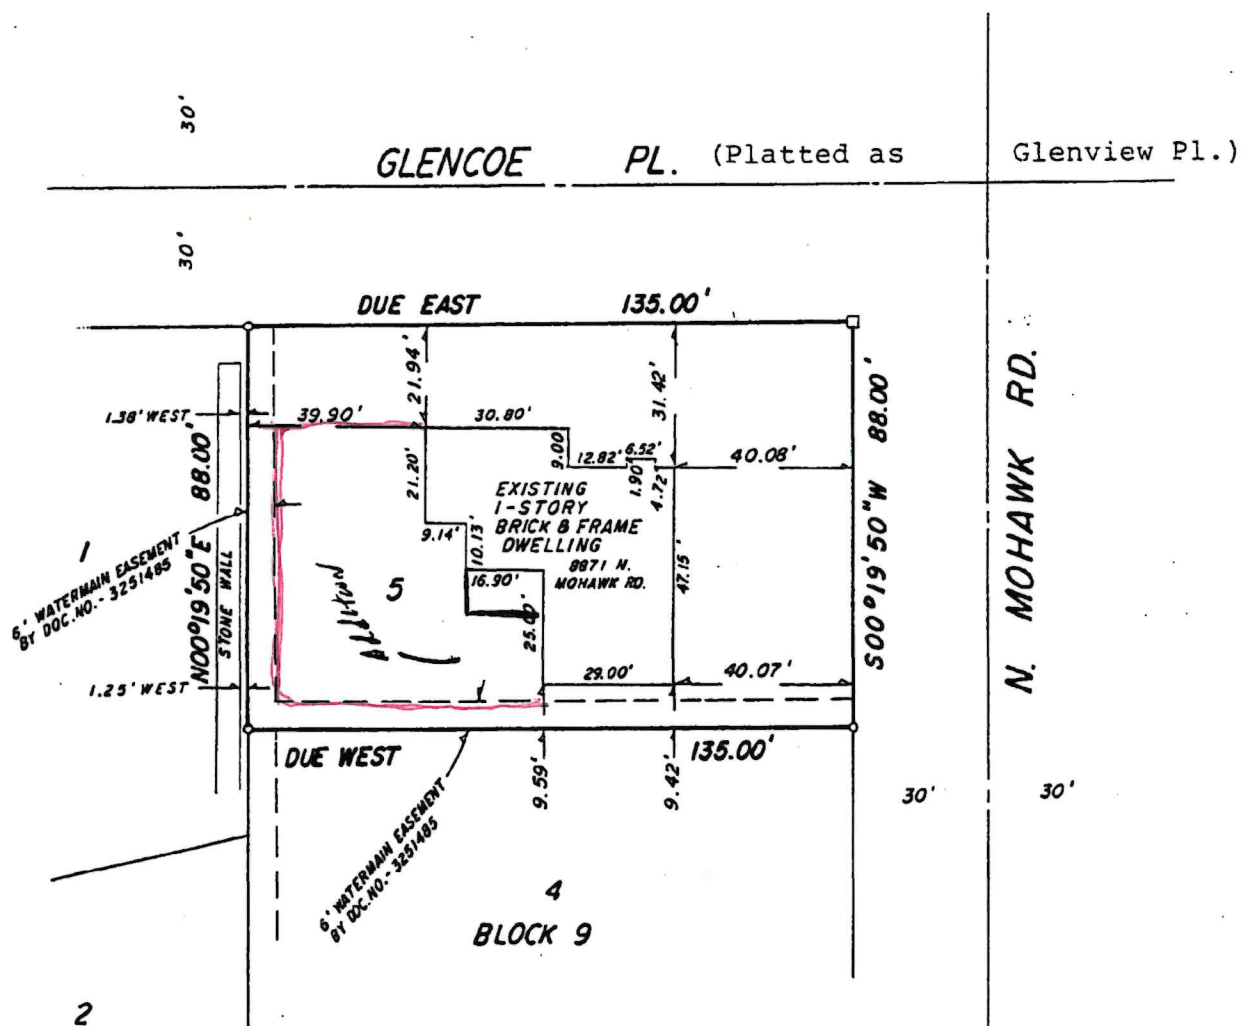 30'
GLENCOE PL. (Platted as Glenview Pl.)
30'
DUE EAST 135.00'
21.94'
31.42'
1.38' WEST
39.90'
30.80'
9.00
12.82' 6.52'
1.90'
4.72'
40.08'
N00°19'50"E 88.00'
S00°19'50"W 88.00'
N. MOHAWK RD.
21.20'
EXISTING
1-STORY
BRICK & FRAME
DWELLING
8871 N.
MOHAWK RD.
9.14'
10.13'
16.90'
47.15'
1
6' WATERMAIN EASEMENT
BY DOC. NO.- 3251485
STONE WALL
5
25.00'
1.25' WEST
29.00'
40.07'
DUE WEST
135.00'
9.59'
9.42'
30'
30'
6' WATERMAIN EASEMENT
BY DOC. NO.- 3251485
4
BLOCK 9
2